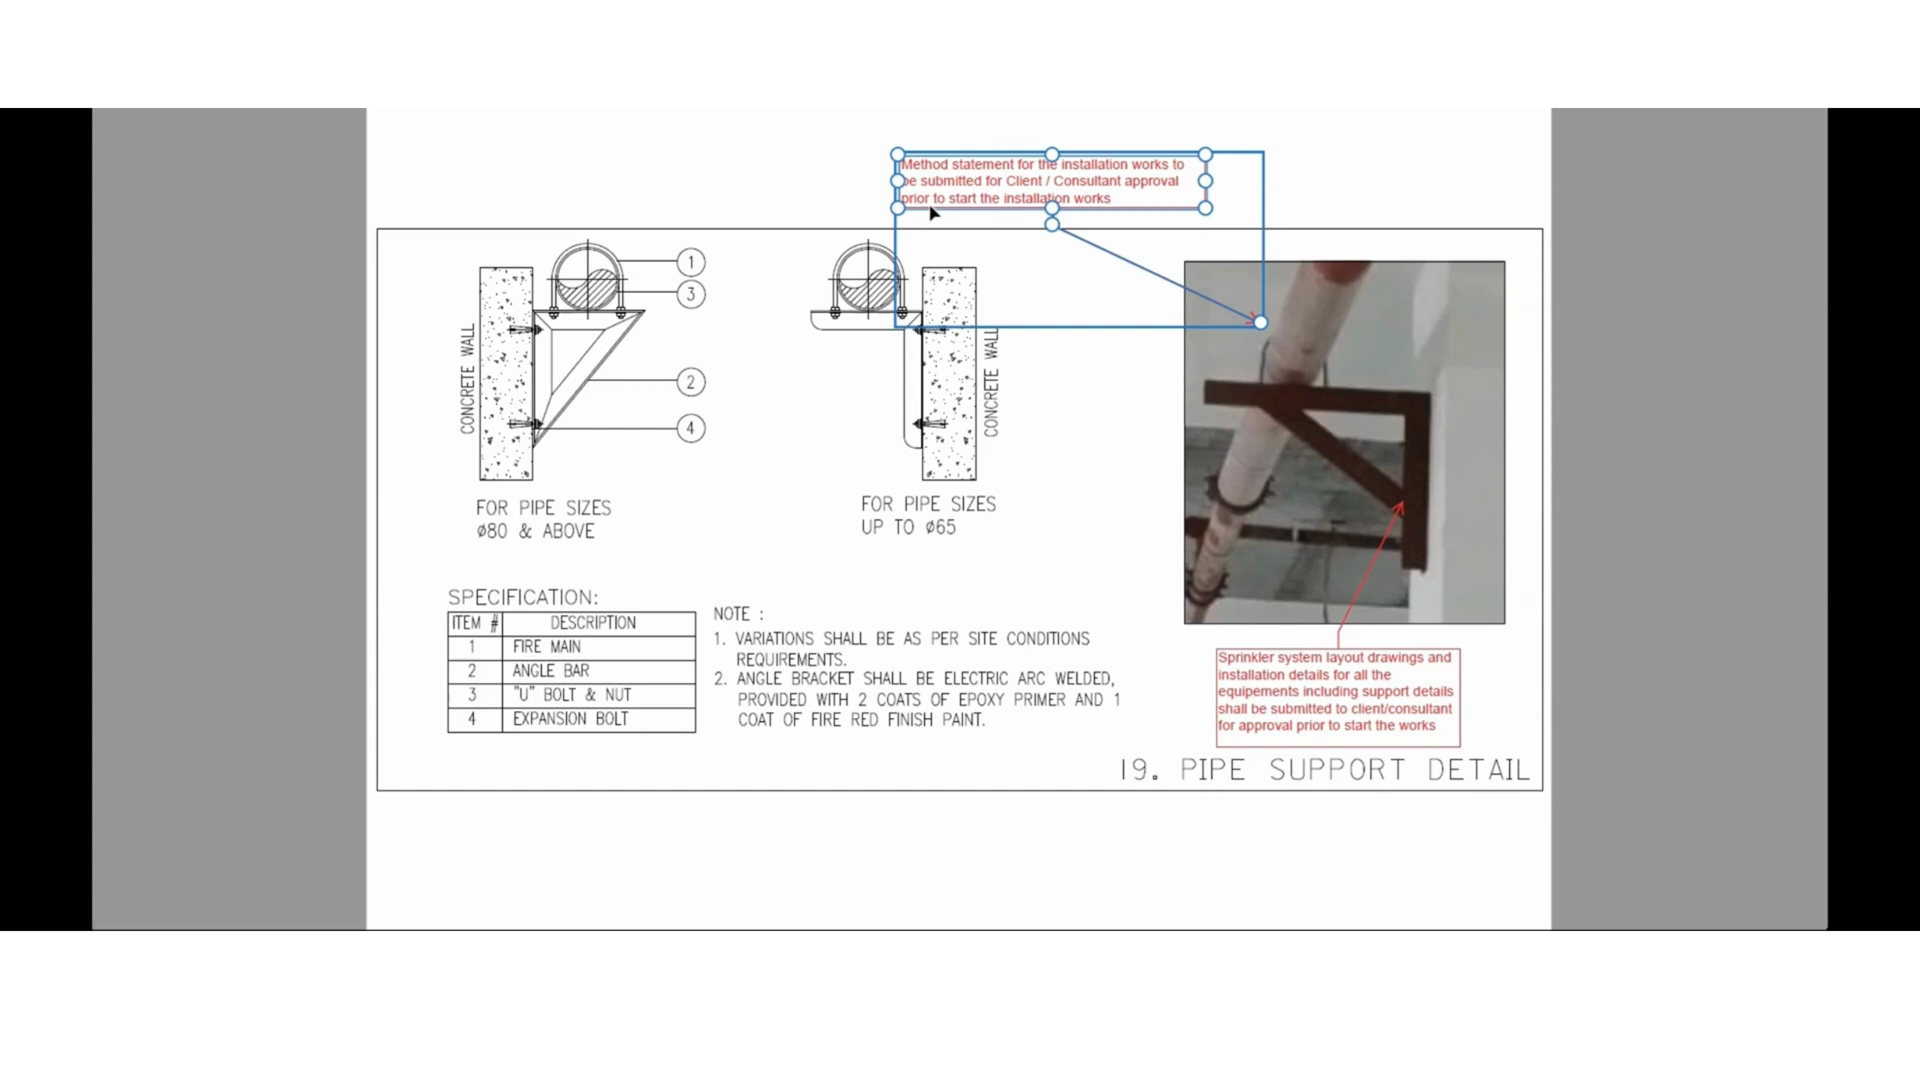 Method statement for the installation works to
be submitted for Client / Consultant approval
prior to start the installation works
1
3
2
4
CONCRETE WALL
CONCRETE WALL
FOR PIPE SIZES
ø80 & ABOVE
FOR PIPE SIZES
UP TO ø65
SPECIFICATION:
ITEM # DESCRIPTION
1 FIRE MAIN
2 ANGLE BAR
3 "U" BOLT & NUT
4 EXPANSION BOLT
NOTE :
1. VARIATIONS SHALL BE AS PER SITE CONDITIONS
REQUIREMENTS.
2. ANGLE BRACKET SHALL BE ELECTRIC ARC WELDED,
PROVIDED WITH 2 COATS OF EPOXY PRIMER AND 1
COAT OF FIRE RED FINISH PAINT.
Sprinkler system layout drawings and
installation details for all the
equipements including support details
shall be submitted to client/consultant
for approval prior to start the works
19. PIPE SUPPORT DETAIL